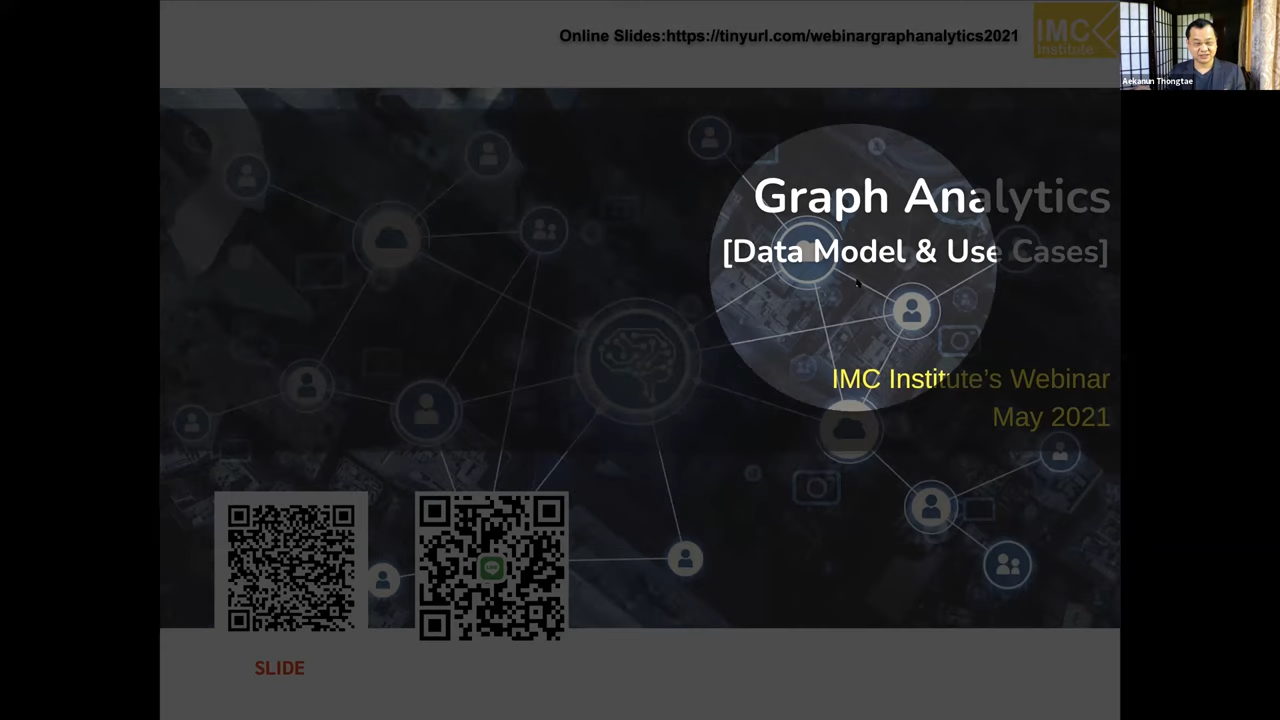 Online Slides:https://tinyurl.com/webinargraphanalytics2021
IMC
Institute
Aekanun Thongtae
Graph Analytics
[Data Model & Use Cases]
IMC Institute's Webinar
May 2021
LINE
SLIDE